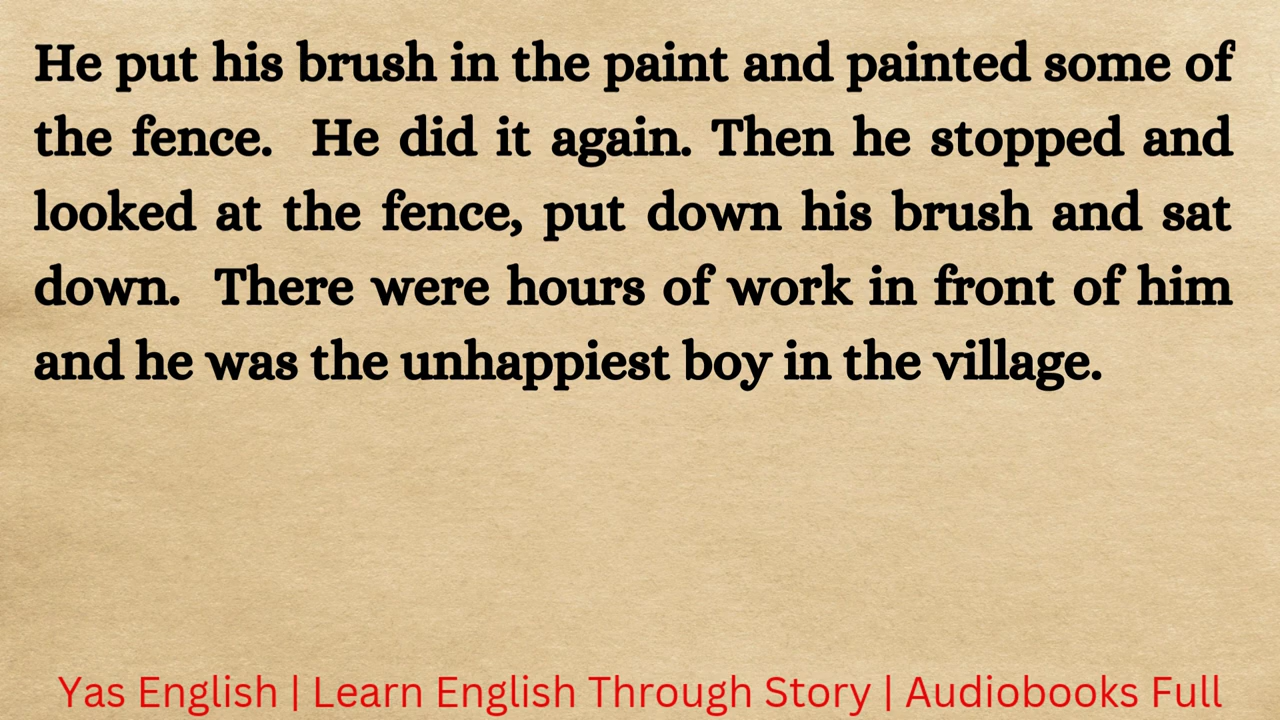 He put his brush in the paint and painted some of
the fence. He did it again. Then he stopped and
looked at the fence, put down his brush and sat
down. There were hours of work in front of him
and he was the unhappiest boy in the village.
Yas English | Learn English Through Story | Audiobooks Full